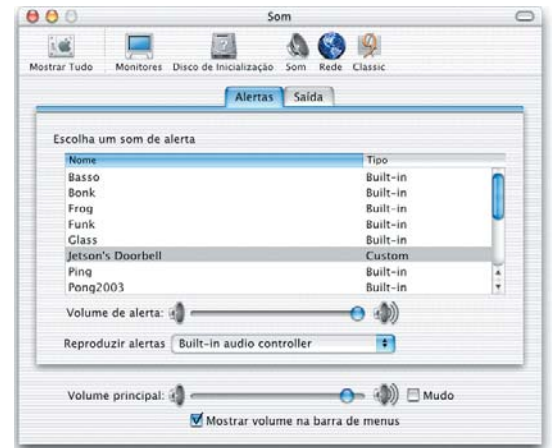 Som
Mostrar Tudo Monitores Disco de Inicialização Som Rede Classic
Alertas Saída
Escolha um som de alerta
Nome Tipo
Basso Built-in
Bonk Built-in
Frog Built-in
Funk Built-in
Glass Built-in
Jetson's Doorbell Custom
Ping Built-in
Pong2003 Built-in
Volume de alerta:
Reproduzir alertas Built-in audio controller
Volume principal: Mudo
Mostrar volume na barra de menus